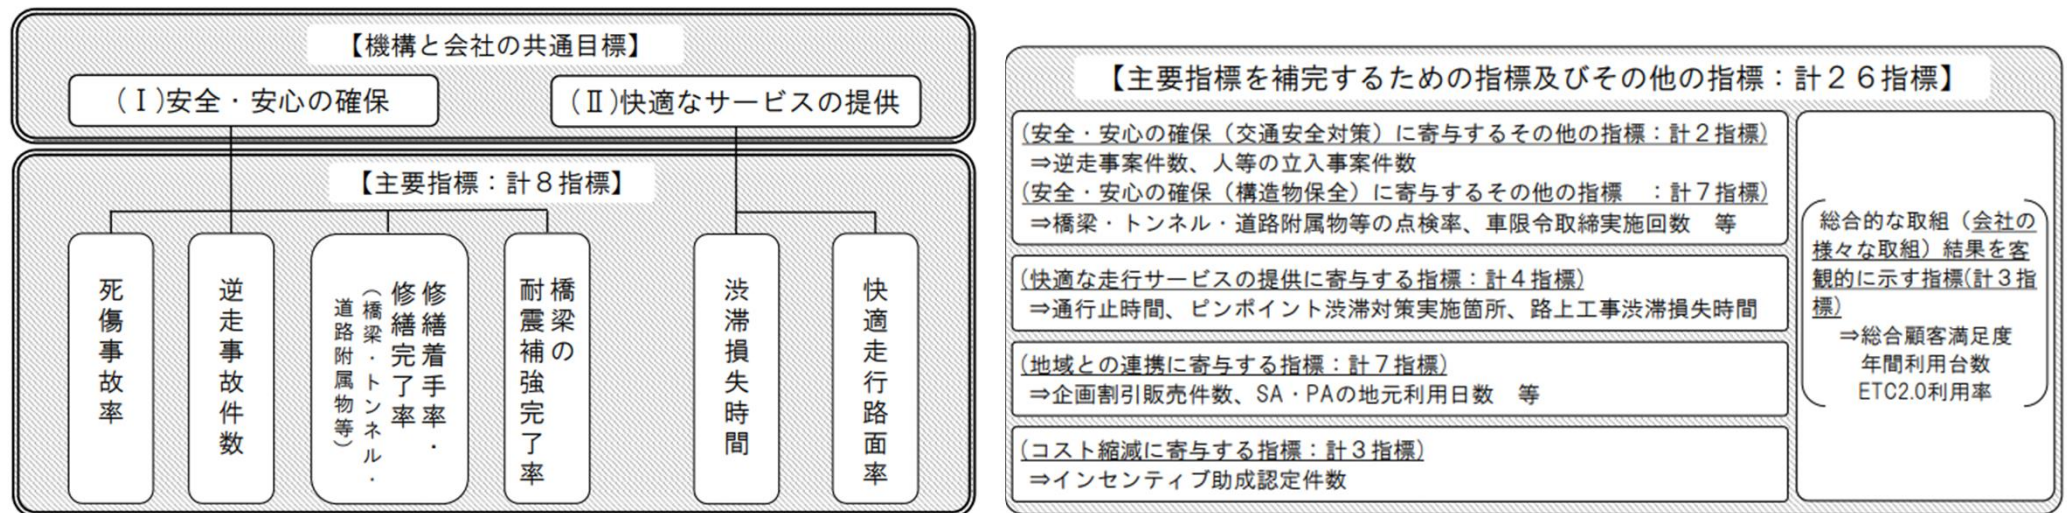 【機構と会社の共通目標】
(Ⅰ)安全・安心の確保
(Ⅱ)快適なサービスの提供
【主要指標：計８指標】
死傷事故率
逆走事故件数
修繕着手率・
修繕完了率
（橋梁・トンネル・
道路附属物等）
橋梁の
耐震補強完了率
渋滞損失時間
快適走行路面率
【主要指標を補完するための指標及びその他の指標：計２６指標】
(安全・安心の確保（交通安全対策）に寄与するその他の指標：計２指標)
⇒逆走事案件数、人等の立入事案件数
(安全・安心の確保（構造物保全）に寄与するその他の指標　：計７指標)
⇒橋梁・トンネル・道路附属物等の点検率、車限令取締実施回数　等
(快適な走行サービスの提供に寄与する指標：計４指標)
⇒通行止時間、ピンポイント渋滞対策実施箇所、路上工事渋滞損失時間
(地域との連携に寄与する指標：計７指標)
⇒企画割引販売件数、SA・PAの地元利用日数　等
(コスト縮減に寄与する指標：計３指標)
⇒インセンティブ助成認定件数
総合的な取組（会社の
様々な取組）結果を客
観的に示す指標(計３指
標)
⇒総合顧客満足度
年間利用台数
ETC2.0利用率